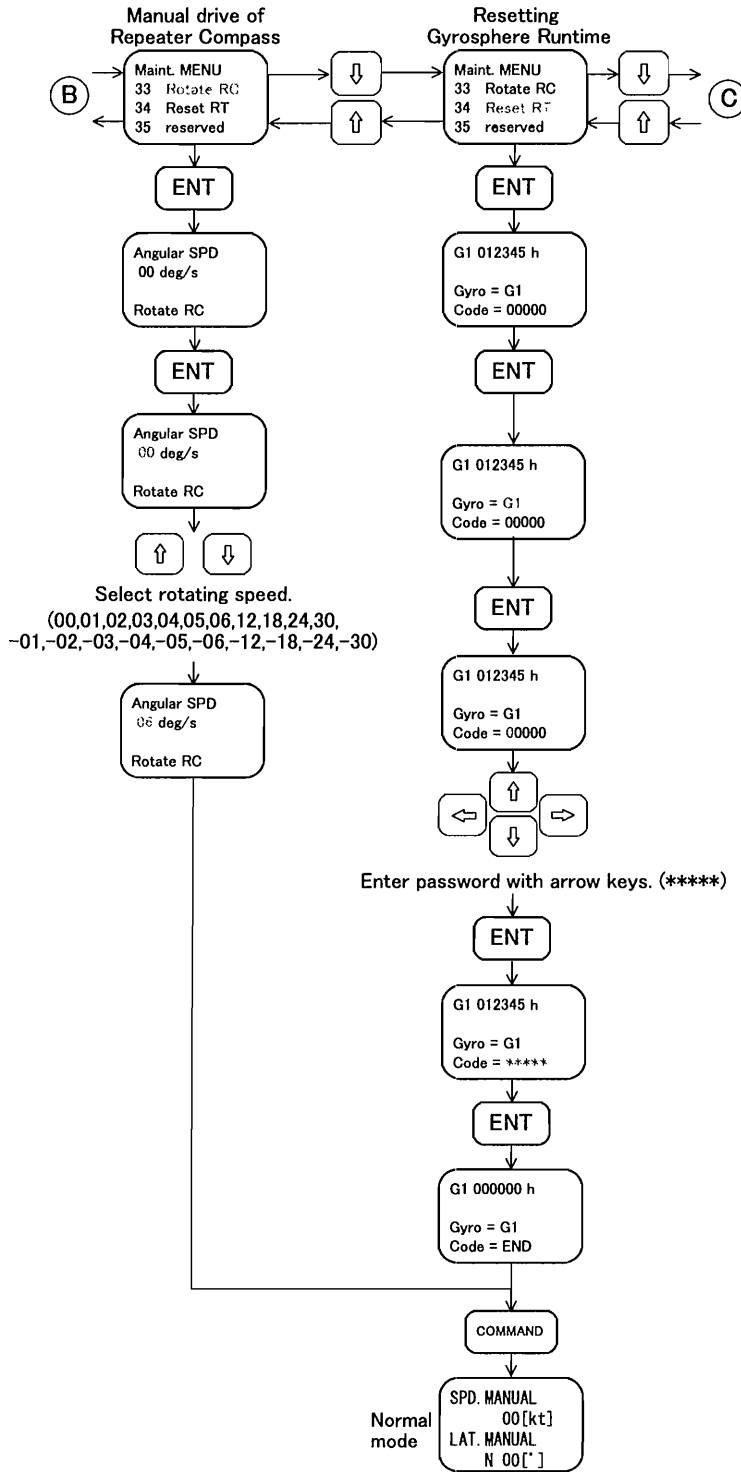 Manual drive of
Repeater Compass
B
Maint. MENU
33 Rotate RC
34 Reset RT
35 reserved
ENT
Angular SPD
00 deg/s
Rotate RC
ENT
Angular SPD
00 deg/s
Rotate RC
Select rotating speed.
(00,01,02,03,04,05,06,12,18,24,30,
-01,-02,-03,-04,-05,-06,-12,-18,-24,-30)
Angular SPD
06 deg/s
Rotate RC
Resetting
Gyrosphere Runtime
Maint. MENU
33 Rotate RC
34 Reset RT
35 reserved
C
ENT
G1 012345 h
Gyro = G1
Code = 00000
ENT
G1 012345 h
Gyro = G1
Code = 00000
ENT
G1 012345 h
Gyro = G1
Code = 00000
Enter password with arrow keys. (*****)
ENT
G1 012345 h
Gyro = G1
Code = *****
ENT
G1 000000 h
Gyro = G1
Code = END
COMMAND
Normal
mode
SPD. MANUAL
00[kt]
LAT. MANUAL
N 00[°]